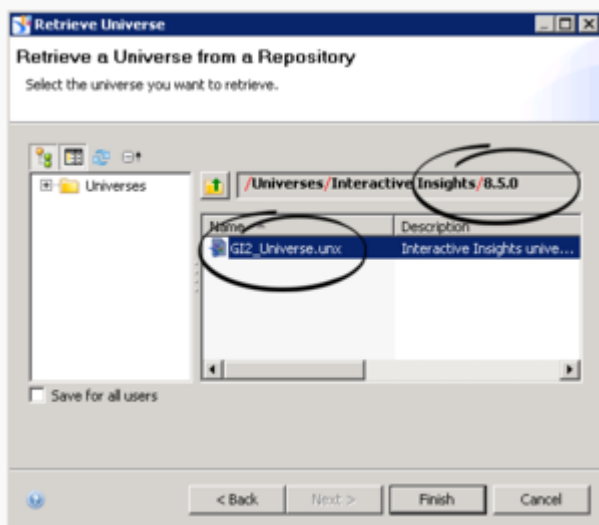 Retrieve Universe
Retrieve a Universe from a Repository
Select the universe you want to retrieve.
/Universes/Interactive Insights/8.5.0
Universes
Name
Description
GI2_Universe.unx
Interactive Insights unive...
Save for all users
< Back
Next >
Finish
Cancel